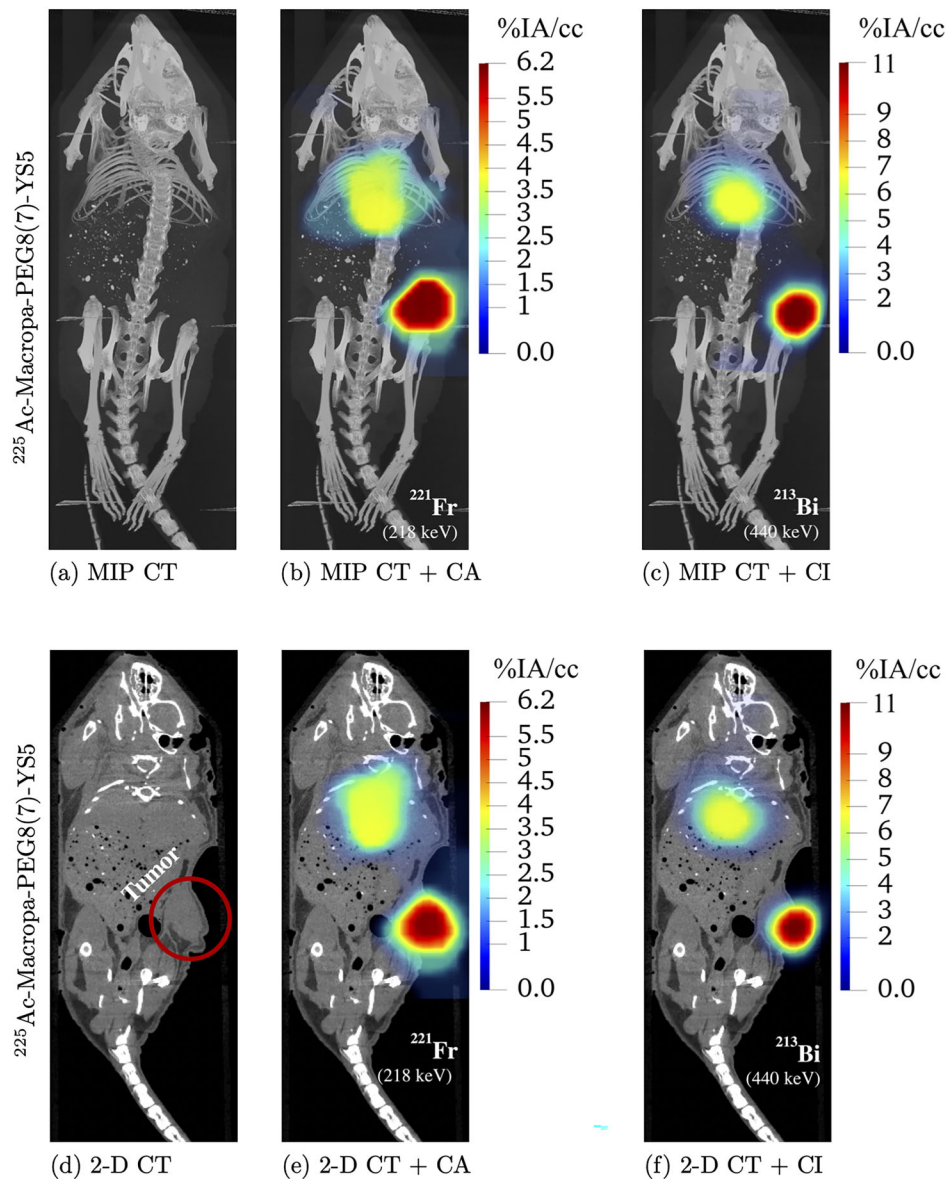 %IA/cc
%IA/cc
225Ac-Macropa-PEG8(7)-YS5
6.2
5.5
5
4.5
4
3.5
3
2.5
2
1.5
1
0.0
11
9
8
7
6
5
4
3
2
0.0
221Fr
(218 keV)
213Bi
(440 keV)
(a) MIP CT
(b) MIP CT + CA
(c) MIP CT + CI
%IA/cc
%IA/cc
225Ac-Macropa-PEG8(7)-YS5
6.2
5.5
5
4.5
4
3.5
3
2.5
2
1.5
1
0.0
11
9
8
7
6
5
4
3
2
0.0
Tumor
221Fr
(218 keV)
213Bi
(440 keV)
(d) 2-D CT
(e) 2-D CT + CA
(f) 2-D CT + CI